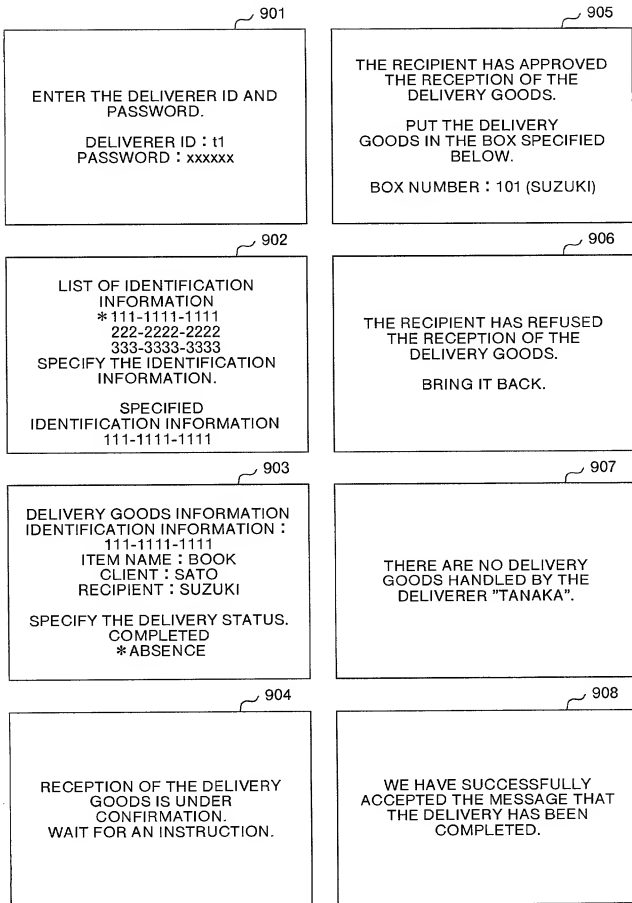 901
ENTER THE DELIVERER ID AND
PASSWORD.
DELIVERER ID : t1
PASSWORD : xxxxxx
902
LIST OF IDENTIFICATION
INFORMATION
*111-1111-1111
222-2222-2222
333-3333-3333
SPECIFY THE IDENTIFICATION
INFORMATION.
SPECIFIED
IDENTIFICATION INFORMATION
111-1111-1111
903
DELIVERY GOODS INFORMATION
IDENTIFICATION INFORMATION :
111-1111-1111
ITEM NAME : BOOK
CLIENT : SATO
RECIPIENT : SUZUKI
SPECIFY THE DELIVERY STATUS.
COMPLETED
*ABSENCE
904
RECEPTION OF THE DELIVERY
GOODS IS UNDER
CONFIRMATION.
WAIT FOR AN INSTRUCTION.
905
THE RECIPIENT HAS APPROVED
THE RECEPTION OF THE
DELIVERY GOODS.
PUT THE DELIVERY
GOODS IN THE BOX SPECIFIED
BELOW.
BOX NUMBER : 101 (SUZUKI)
906
THE RECIPIENT HAS REFUSED
THE RECEPTION OF THE
DELIVERY GOODS.
BRING IT BACK.
907
THERE ARE NO DELIVERY
GOODS HANDLED BY THE
DELIVERER "TANAKA".
908
WE HAVE SUCCESSFULLY
ACCEPTED THE MESSAGE THAT
THE DELIVERY HAS BEEN
COMPLETED.